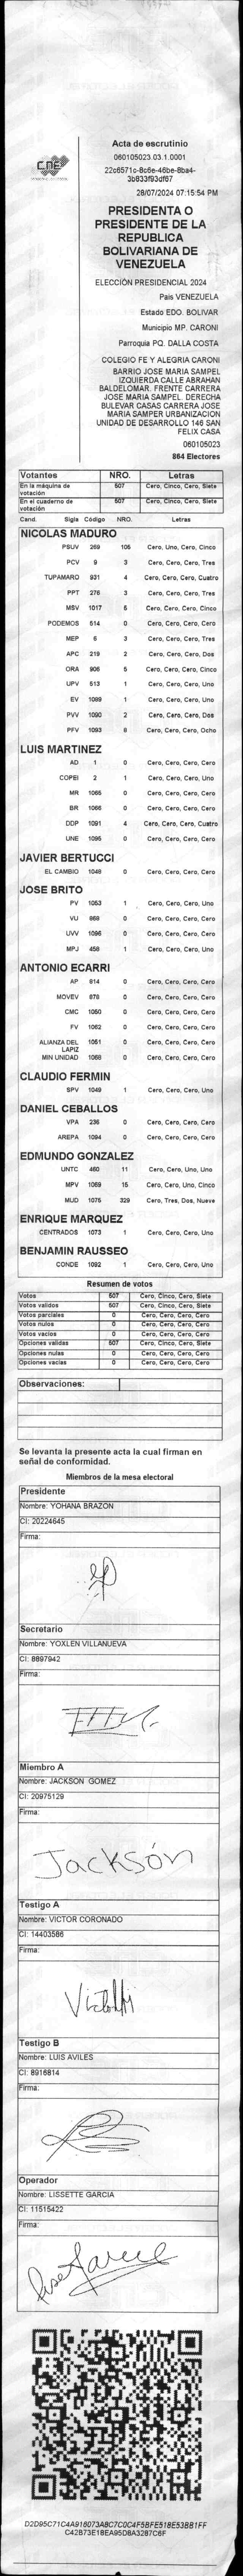 CNE
Acta de escrutinio
060105023.03.1.0001
22c6571c-8c6e-46be-8ba4-
3b833f93df67
28/07/2024 07:15:54 PM
PRESIDENTA O
PRESIDENTE DE LA
REPUBLICA
BOLIVARIANA DE
VENEZUELA
ELECCIÓN PRESIDENCIAL 2024
Pais VENEZUELA
Estado EDO. BOLIVAR
Municipio MP. CARONI
Parroquia PQ. DALLA COSTA
COLEGIO FE Y ALEGRIA CARONI
BARRIO JOSE MARIA SAMPEL
IZQUIERDA CALLE ABRAHAN
BALDELOMAR. FRENTE CARRERA
JOSE MARIA SAMPEL. DERECHA
BULEVAR CASAS CARRERA JOSE
MARIA SAMPER URBANIZACION
UNIDAD DE DESARROLLO 146 SAN
FELIX CASA
060105023
864 Electores
Votantes NRO. Letras
En la máquina de votación 507 Cero, Cinco, Cero, Siete
En el cuaderno de votación 507 Cero, Cinco, Cero, Siete
Cand. Sigla Código NRO. Letras
NICOLAS MADURO
PSUV 269 105 Cero, Uno, Cero, Cinco
PCV 9 3 Cero, Cero, Cero, Tres
TUPAMARO 931 4 Cero, Cero, Cero, Cuatro
PPT 276 3 Cero, Cero, Cero, Tres
MSV 1017 5 Cero, Cero, Cero, Cinco
PODEMOS 514 0 Cero, Cero, Cero, Cero
MEP 6 3 Cero, Cero, Cero, Tres
APC 219 2 Cero, Cero, Cero, Dos
ORA 906 5 Cero, Cero, Cero, Cinco
UPV 513 1 Cero, Cero, Cero, Uno
EV 1089 1 Cero, Cero, Cero, Uno
PVV 1090 2 Cero, Cero, Cero, Dos
PFV 1093 8 Cero, Cero, Cero, Ocho
LUIS MARTINEZ
AD 1 0 Cero, Cero, Cero, Cero
COPEI 2 1 Cero, Cero, Cero, Uno
MR 1065 0 Cero, Cero, Cero, Cero
BR 1066 0 Cero, Cero, Cero, Cero
DDP 1091 4 Cero, Cero, Cero, Cuatro
UNE 1095 0 Cero, Cero, Cero, Cero
JAVIER BERTUCCI
EL CAMBIO 1048 0 Cero, Cero, Cero, Cero
JOSE BRITO
PV 1053 1 Cero, Cero, Cero, Uno
VU 868 0 Cero, Cero, Cero, Cero
UVV 1096 0 Cero, Cero, Cero, Cero
MPJ 458 1 Cero, Cero, Cero, Uno
ANTONIO ECARRI
AP 914 0 Cero, Cero, Cero, Cero
MOVEV 878 0 Cero, Cero, Cero, Cero
CMC 1050 0 Cero, Cero, Cero, Cero
FV 1062 0 Cero, Cero, Cero, Cero
ALIANZA DEL LAPIZ 1051 0 Cero, Cero, Cero, Cero
MIN UNIDAD 1068 0 Cero, Cero, Cero, Cero
CLAUDIO FERMIN
SPV 1049 1 Cero, Cero, Cero, Uno
DANIEL CEBALLOS
VPA 236 0 Cero, Cero, Cero, Cero
AREPA 1094 0 Cero, Cero, Cero, Cero
EDMUNDO GONZALEZ
UNTC 460 11 Cero, Cero, Uno, Uno
MPV 1069 15 Cero, Cero, Uno, Cinco
MUD 1075 329 Cero, Tres, Dos, Nueve
ENRIQUE MARQUEZ
CENTRADOS 1073 1 Cero, Cero, Cero, Uno
BENJAMIN RAUSSEO
CONDE 1092 1 Cero, Cero, Cero, Uno
Resumen de votos
Votos 507 Cero, Cinco, Cero, Siete
Votos validos 507 Cero, Cinco, Cero, Siete
Votos parciales 0 Cero, Cero, Cero, Cero
Votos nulos 0 Cero, Cero, Cero, Cero
Votos vacios 0 Cero, Cero, Cero, Cero
Opciones validas 507 Cero, Cinco, Cero, Siete
Opciones nulas 0 Cero, Cero, Cero, Cero
Opciones vacias 0 Cero, Cero, Cero, Cero
Observaciones:
Se levanta la presente acta la cual firman en
señal de conformidad.
Miembros de la mesa electoral
Presidente
Nombre: YOHANA BRAZON
CI: 20224645
Firma:
Secretario
Nombre: YOXLEN VILLANUEVA
CI: 8897942
Firma:
Miembro A
Nombre: JACKSON GOMEZ
CI: 20975129
Firma:
Jacksón
Testigo A
Nombre: VICTOR CORONADO
CI: 14403586
Firma:
Testigo B
Nombre: LUIS AVILES
CI: 8916814
Firma:
Operador
Nombre: LISSETTE GARCIA
CI: 11515422
Firma:
D2D95C71C4A916073ABC7C0C4F5BFE518E53BB1FF
C42B73E18EA95D8A3287C6F